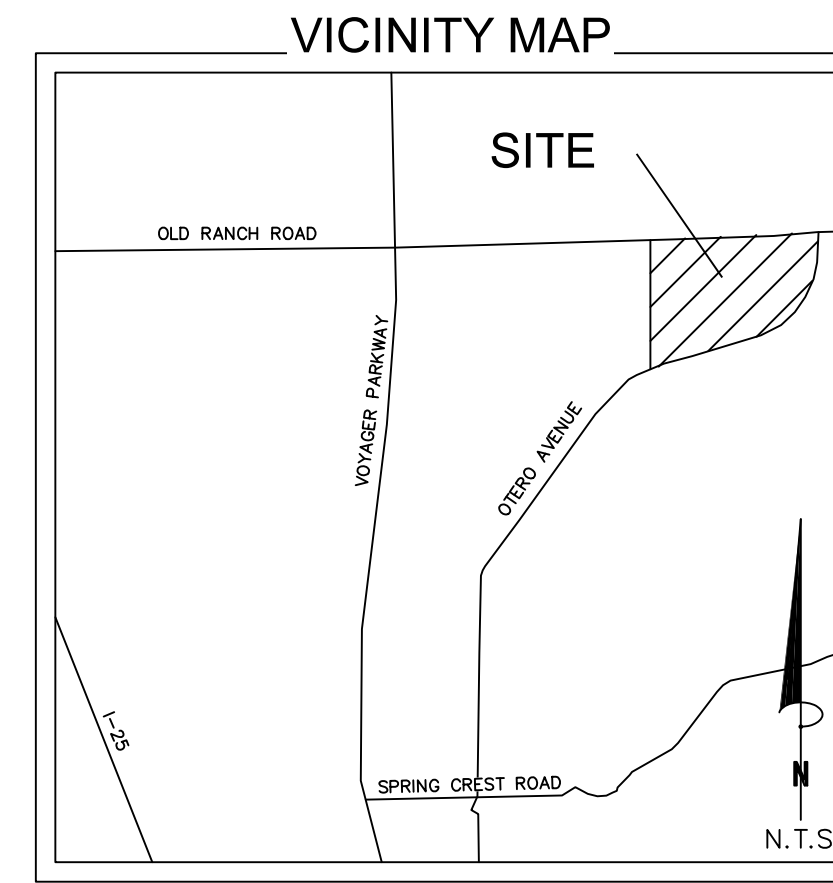 VICINITY MAP
SITE
OLD RANCH ROAD
VOYAGER PARKWAY
OTERO AVENUE
I-25
SPRING CREST ROAD
N
N.T.S